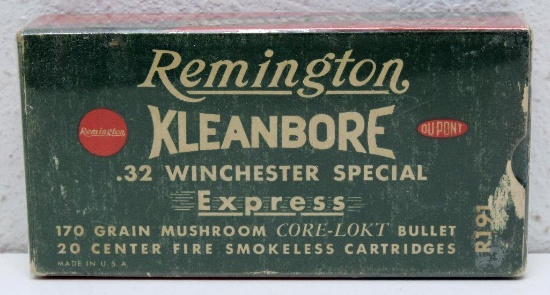 Remington
KLEANBORE
Remington
DU PONT
.32 WINCHESTER SPECIAL
Express
170 GRAIN MUSHROOM CORE-LOKT BULLET
20 CENTER FIRE SMOKELESS CARTRIDGES
MADE IN U.S.A.
R191